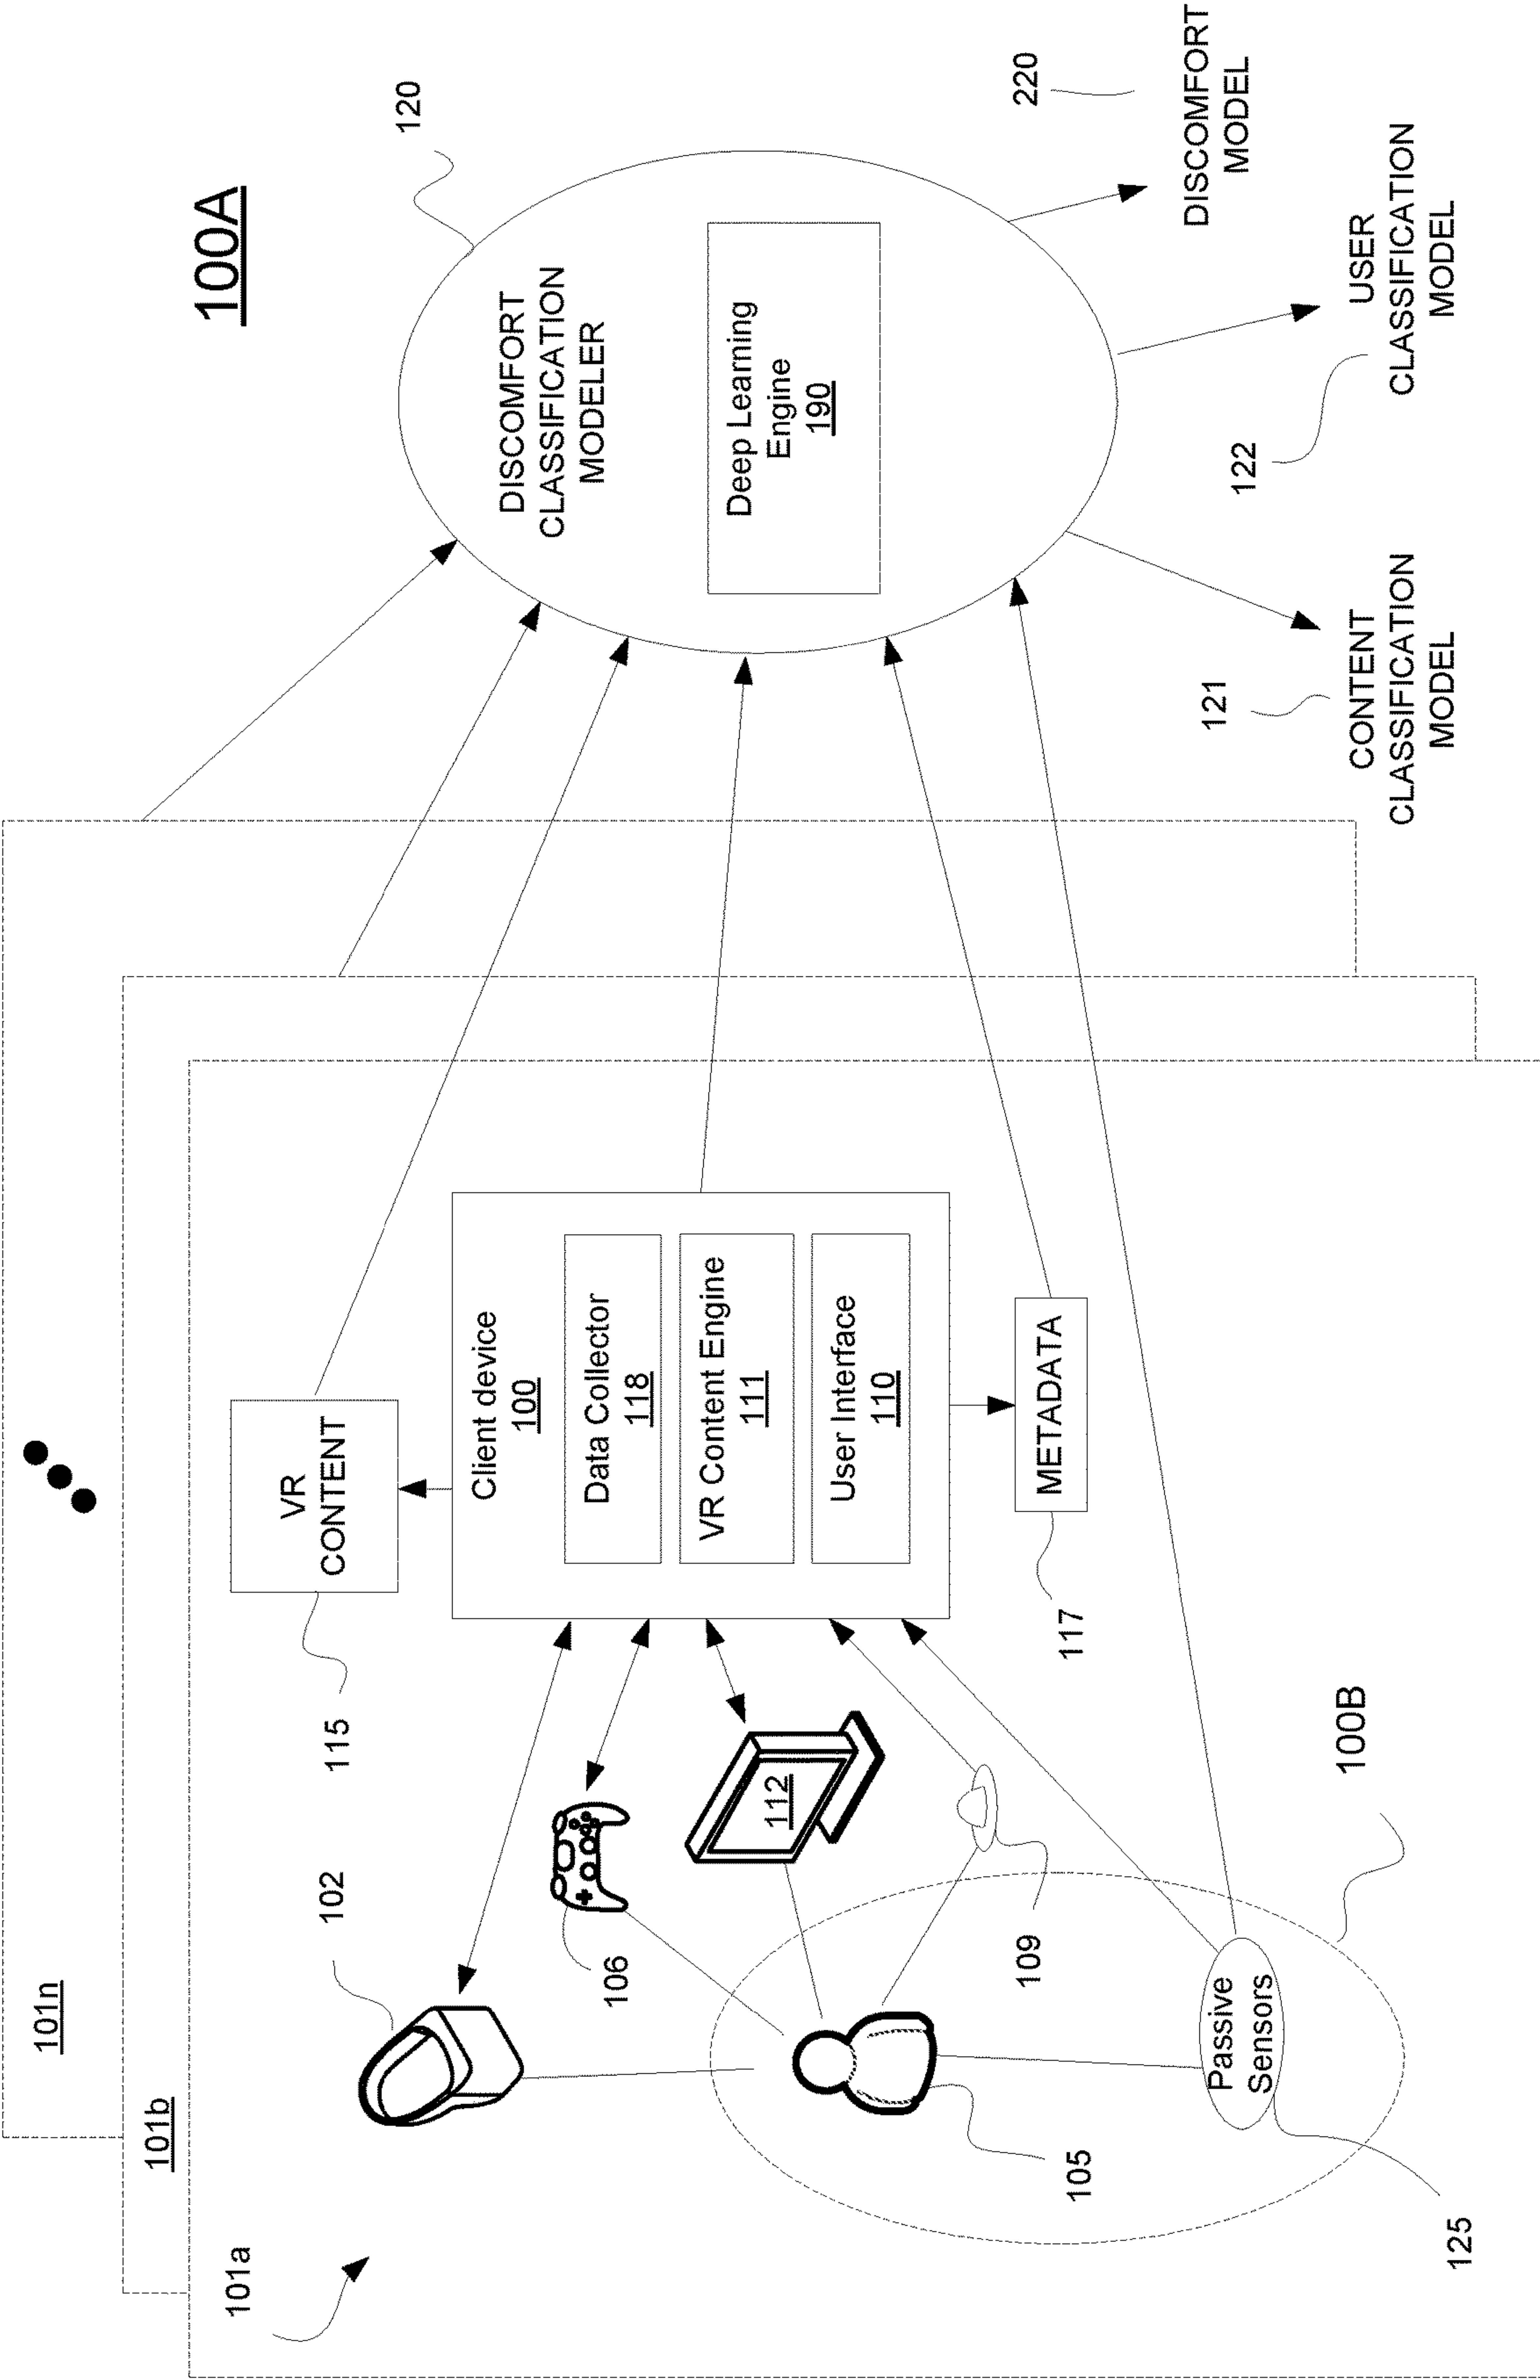 100A
101n
101b
101a
102
115
VR
CONTENT
Client device
100
Data Collector
118
VR Content Engine
111
User Interface
110
106
112
109
105
Passive
Sensors
125
100B
117
METADATA
120
DISCOMFORT
CLASSIFICATION
MODELER
Deep Learning
Engine
190
220
DISCOMFORT
MODEL
122
USER
CLASSIFICATION
MODEL
121
CONTENT
CLASSIFICATION
MODEL